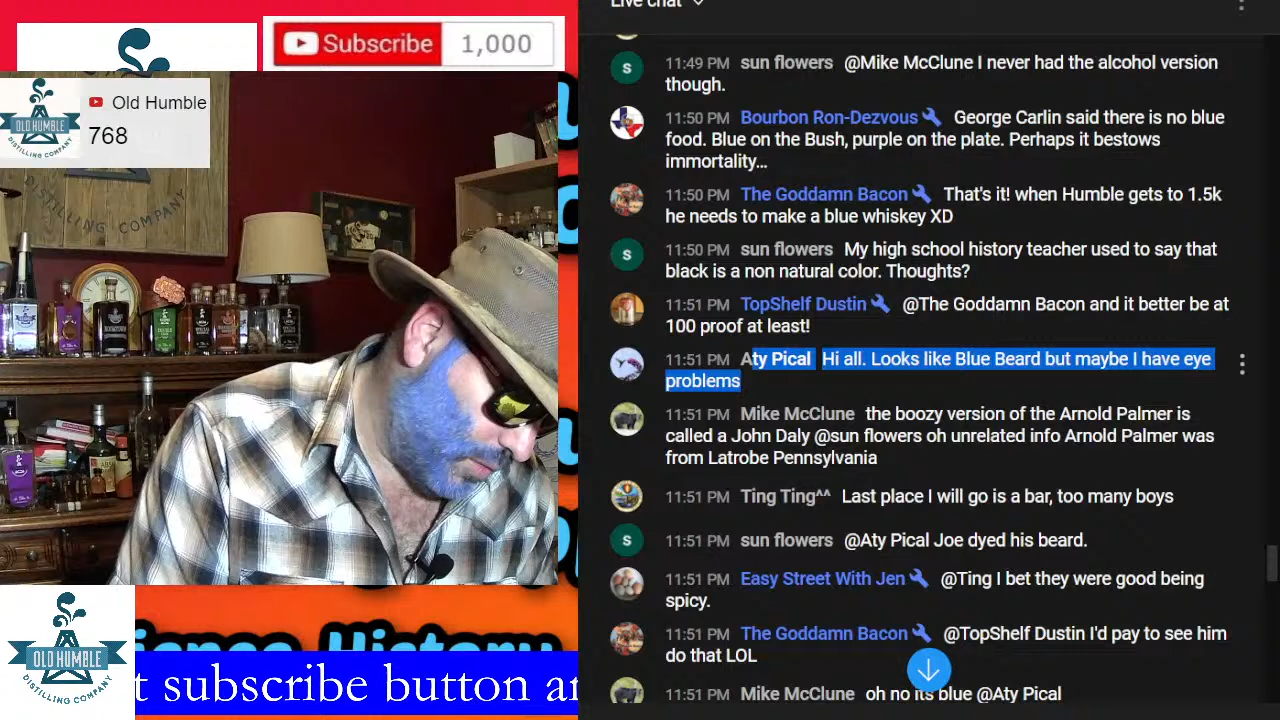 Subscribe 1,000
Old Humble
768
OLD HUMBLE
DISTILLING COMPANY
DISTILLING COMPANY
ience, History
OLD HUMBLE
DISTILLING COMPANY
t subscribe button a
Live chat
11:49 PM sun flowers @Mike McClune I never had the alcohol version
though.
11:50 PM Bourbon Ron-Dezvous George Carlin said there is no blue
food. Blue on the Bush, purple on the plate. Perhaps it bestows
immortality...
11:50 PM The Goddamn Bacon That's it! when Humble gets to 1.5k
he needs to make a blue whiskey XD
11:50 PM sun flowers My high school history teacher used to say that
black is a non natural color. Thoughts?
11:51 PM TopShelf Dustin @The Goddamn Bacon and it better be at
100 proof at least!
11:51 PM Aty Pical Hi all. Looks like Blue Beard but maybe I have eye
problems
11:51 PM Mike McClune the boozy version of the Arnold Palmer is
called a John Daly @sun flowers oh unrelated info Arnold Palmer was
from Latrobe Pennsylvania
11:51 PM Ting Ting^^ Last place I will go is a bar, too many boys
S 11:51 PM sun flowers @Aty Pical Joe dyed his beard.
11:51 PM Easy Street With Jen @Ting I bet they were good being
spicy.
11:51 PM The Goddamn Bacon @TopShelf Dustin I'd pay to see him
do that LOL
11:51 PM Mike McClune oh no its blue @Aty Pical